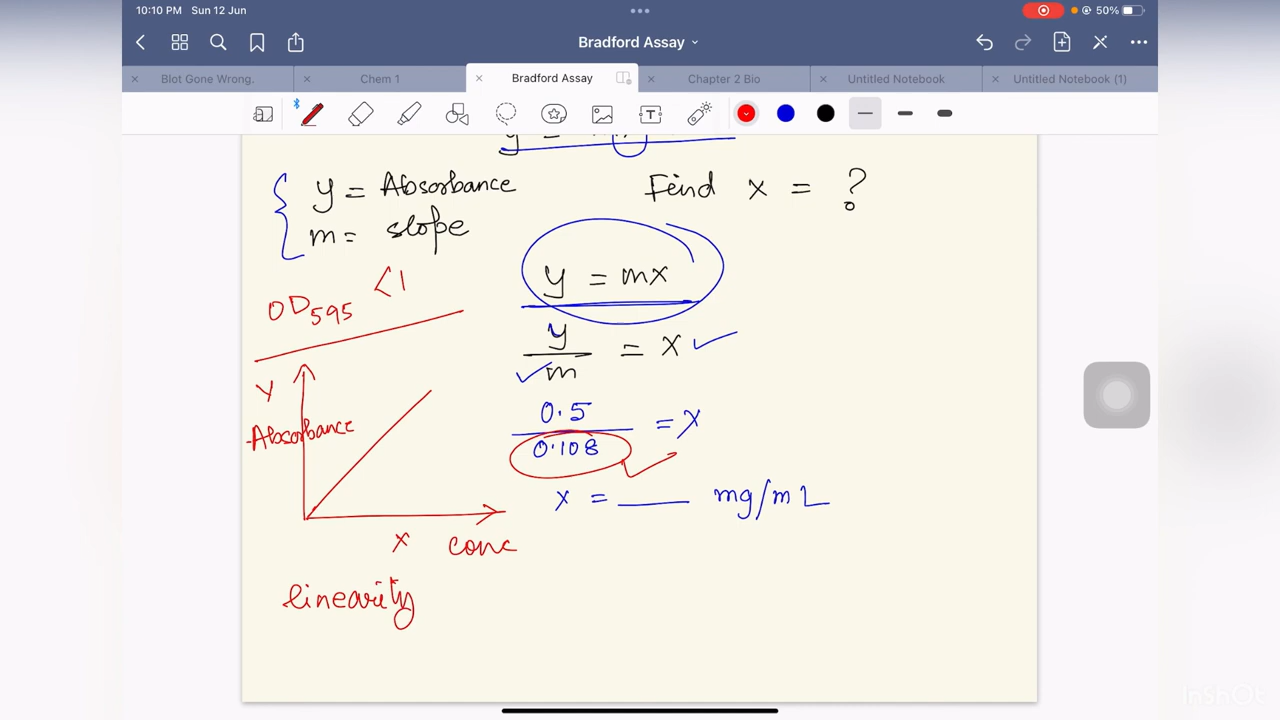 10:10 PM Sun 12 Jun
50%
Bradford Assay
Blot Gone Wrong.
Chem 1
Bradford Assay
Chapter 2 Bio
Untitled Notebook
Untitled Notebook (1)
y =
y = Absorbance
Find x = ?
m = slope
OD595 <1
y = mx
y/m = x
Y
Absorbance
0.5/0.108 = x
x = ___ mg/mL
x conc
linearity
InShOt